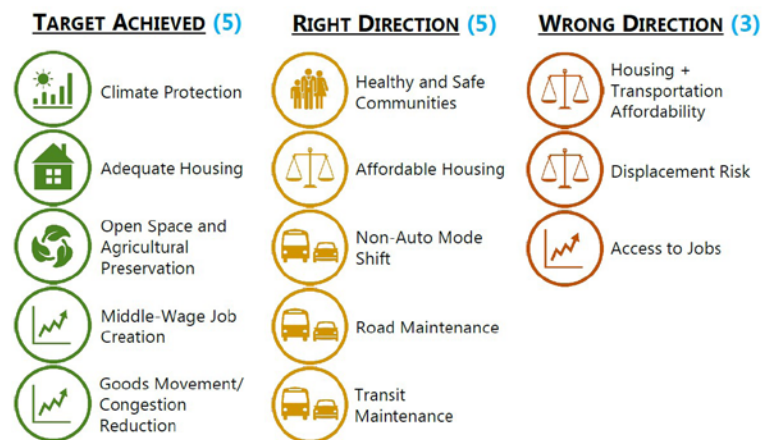 TARGET ACHIEVED (5)
Climate Protection
Adequate Housing
Open Space and
Agricultural
Preservation
Middle-Wage Job
Creation
Goods Movement/
Congestion
Reduction
RIGHT DIRECTION (5)
Healthy and Safe
Communities
Affordable Housing
Non-Auto Mode
Shift
Road Maintenance
Transit
Maintenance
WRONG DIRECTION (3)
Housing +
Transportation
Affordability
Displacement Risk
Access to Jobs